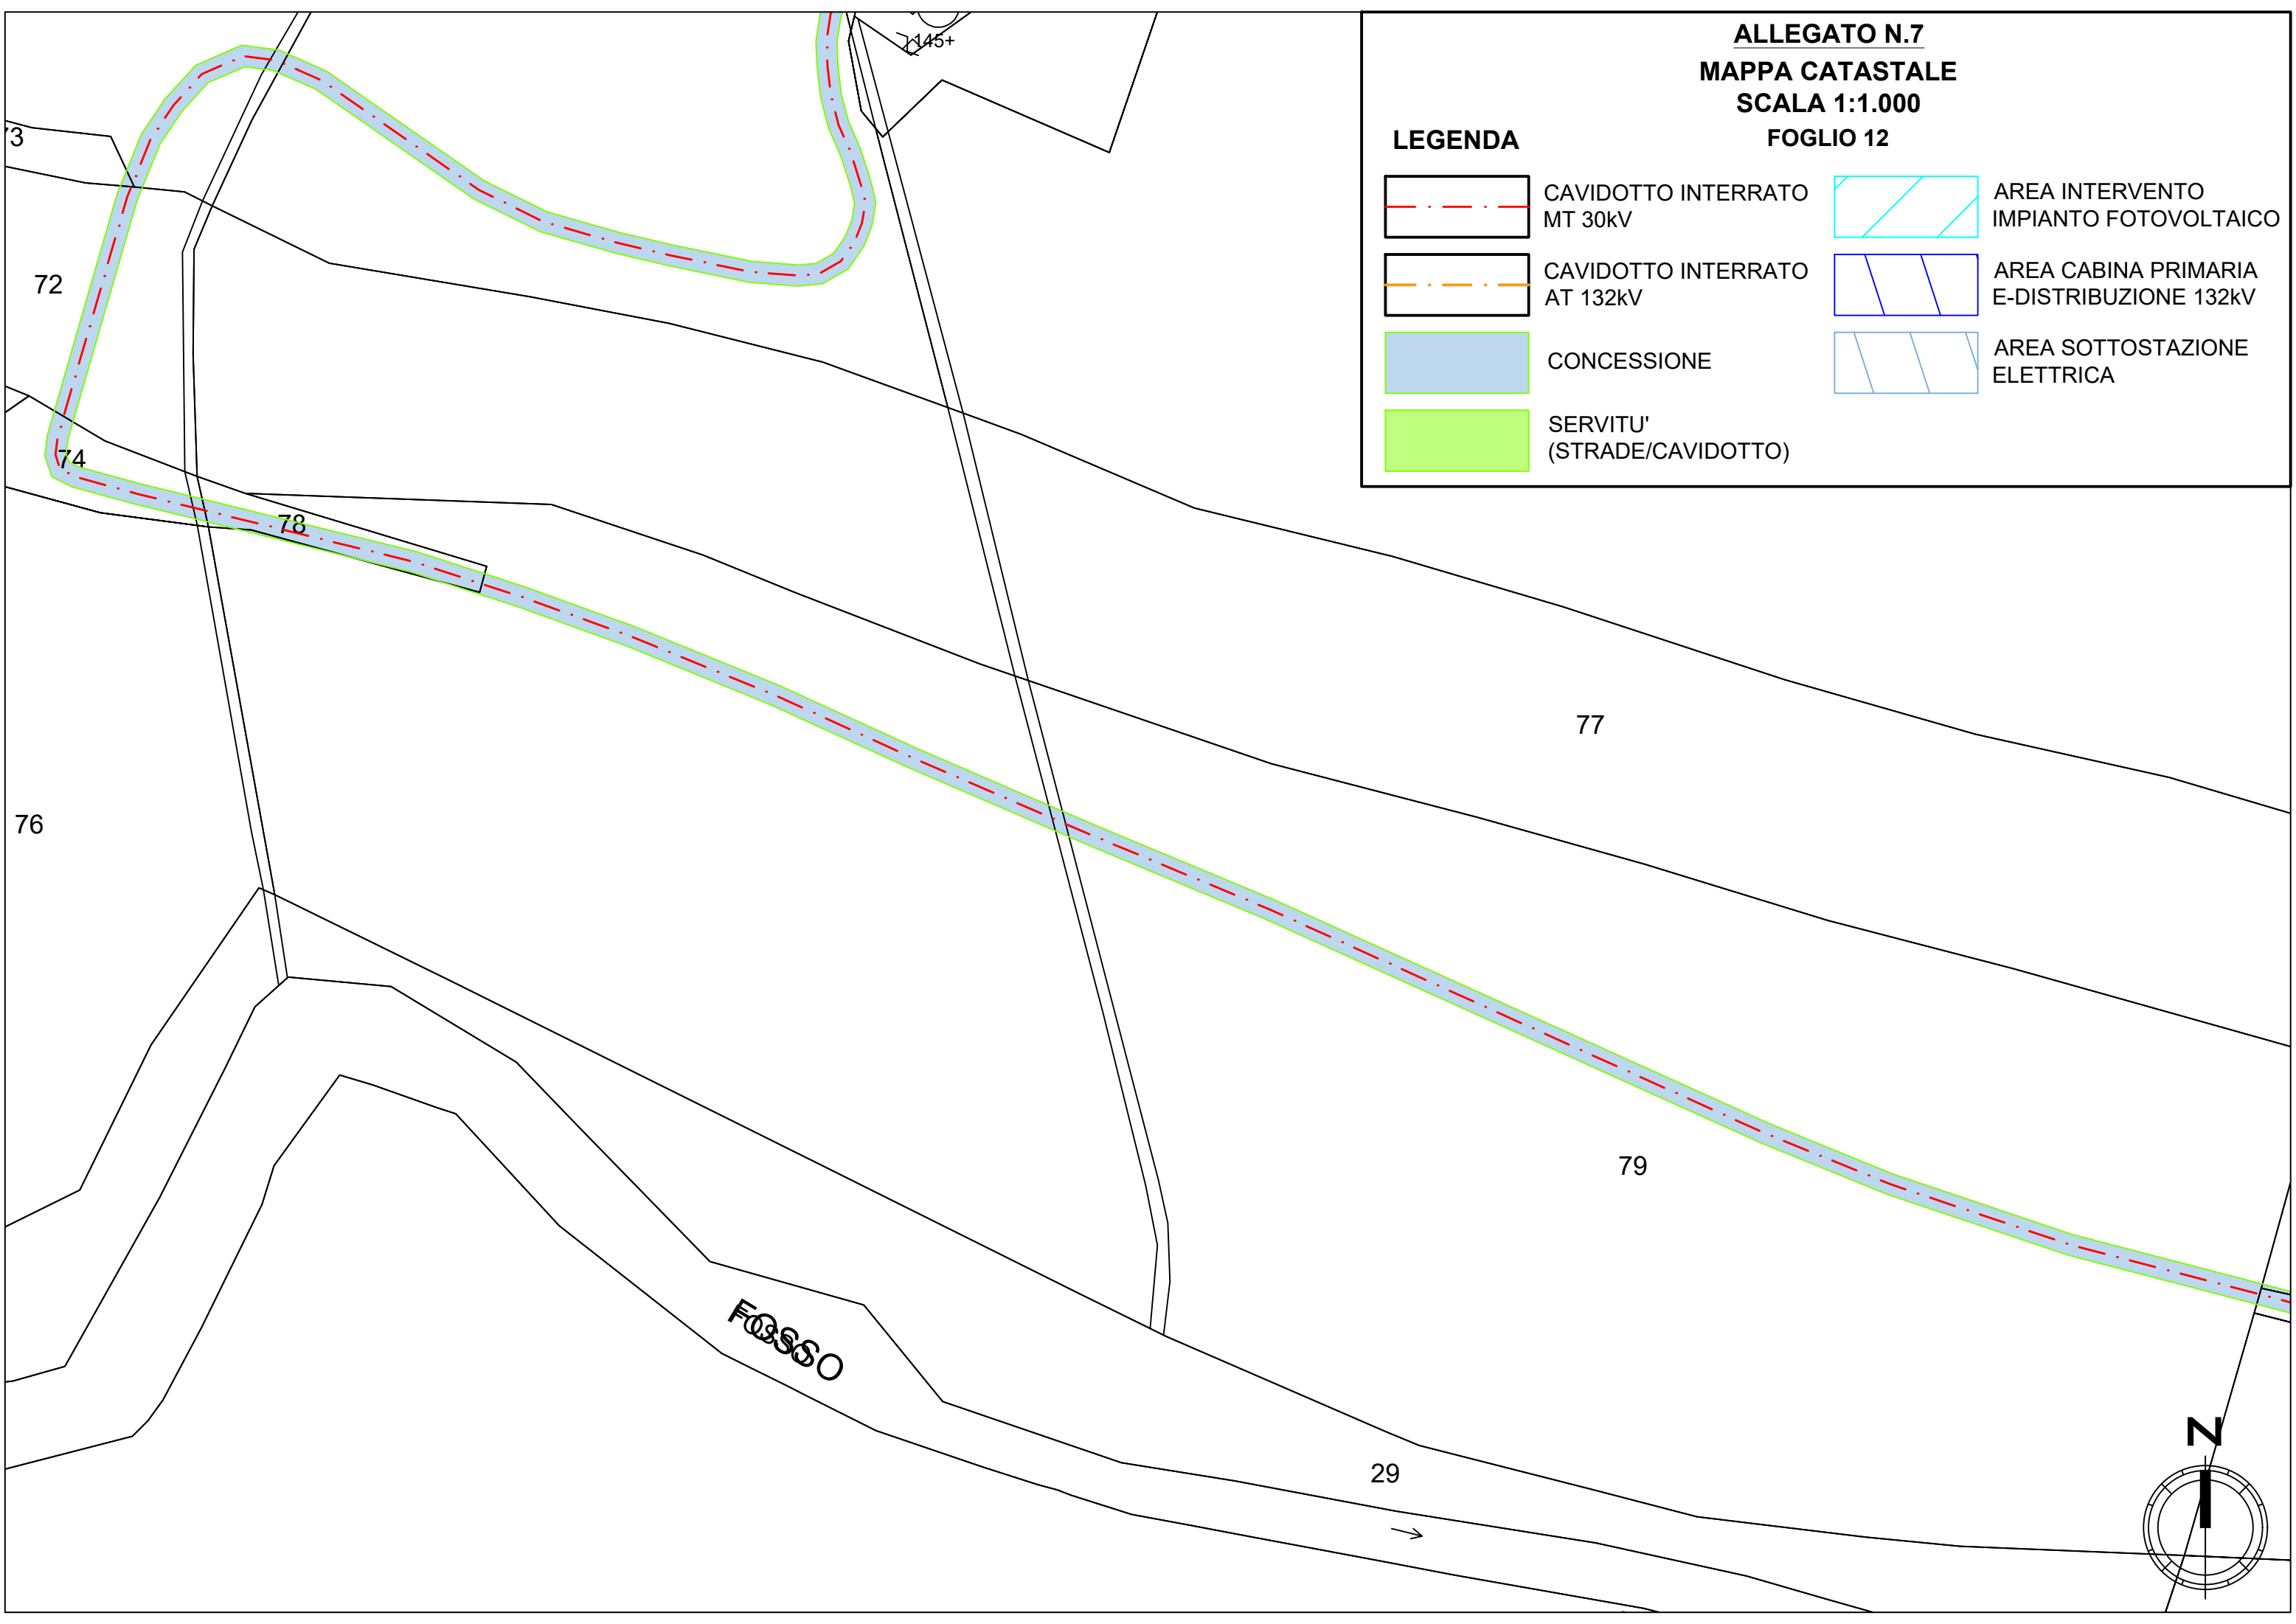 ALLEGATO N.7
MAPPA CATASTALE
SCALA 1:1.000
FOGLIO 12
LEGENDA
CAVIDOTTO INTERRATO
MT 30kV
CAVIDOTTO INTERRATO
AT 132kV
CONCESSIONE
SERVITU'
(STRADE/CAVIDOTTO)
AREA INTERVENTO
IMPIANTO FOTOVOLTAICO
AREA CABINA PRIMARIA
E-DISTRIBUZIONE 132kV
AREA SOTTOSTAZIONE
ELETTRICA
145+
73
72
74
78
77
76
79
FOSSO
FOSSO
29
N